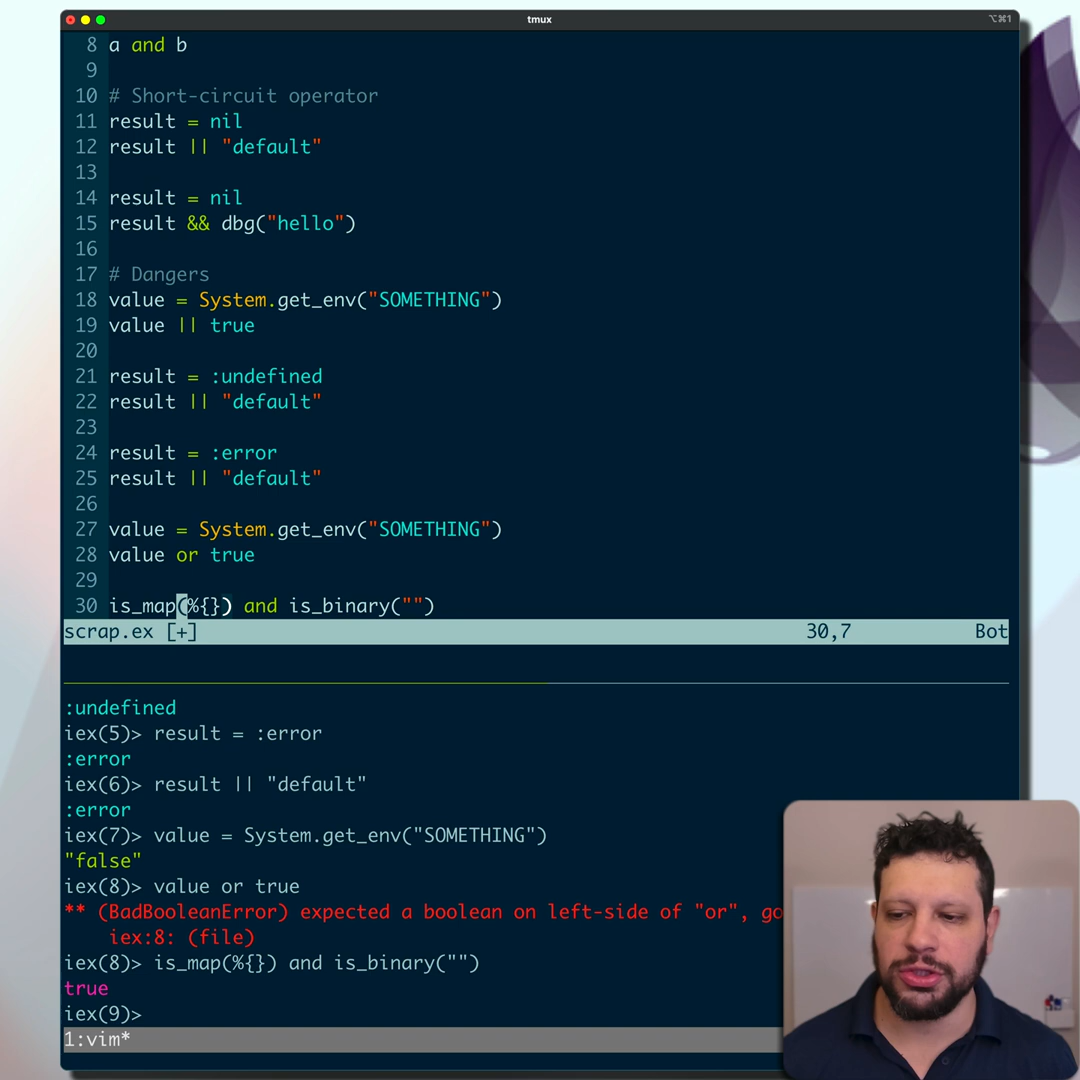 tmux
⌥⌘1
8 a and b
9
10 # Short-circuit operator
11 result = nil
12 result || "default"
13
14 result = nil
15 result && dbg("hello")
16
17 # Dangers
18 value = System.get_env("SOMETHING")
19 value || true
20
21 result = :undefined
22 result || "default"
23
24 result = :error
25 result || "default"
26
27 value = System.get_env("SOMETHING")
28 value or true
29
30 is_map(%{}) and is_binary("")
scrap.ex [+] 30,7 Bot
:undefined
iex(5)> result = :error
:error
iex(6)> result || "default"
:error
iex(7)> value = System.get_env("SOMETHING")
"false"
iex(8)> value or true
** (BadBooleanError) expected a boolean on left-side of "or", go
iex:8: (file)
iex(8)> is_map(%{}) and is_binary("")
true
iex(9)>
1:vim*